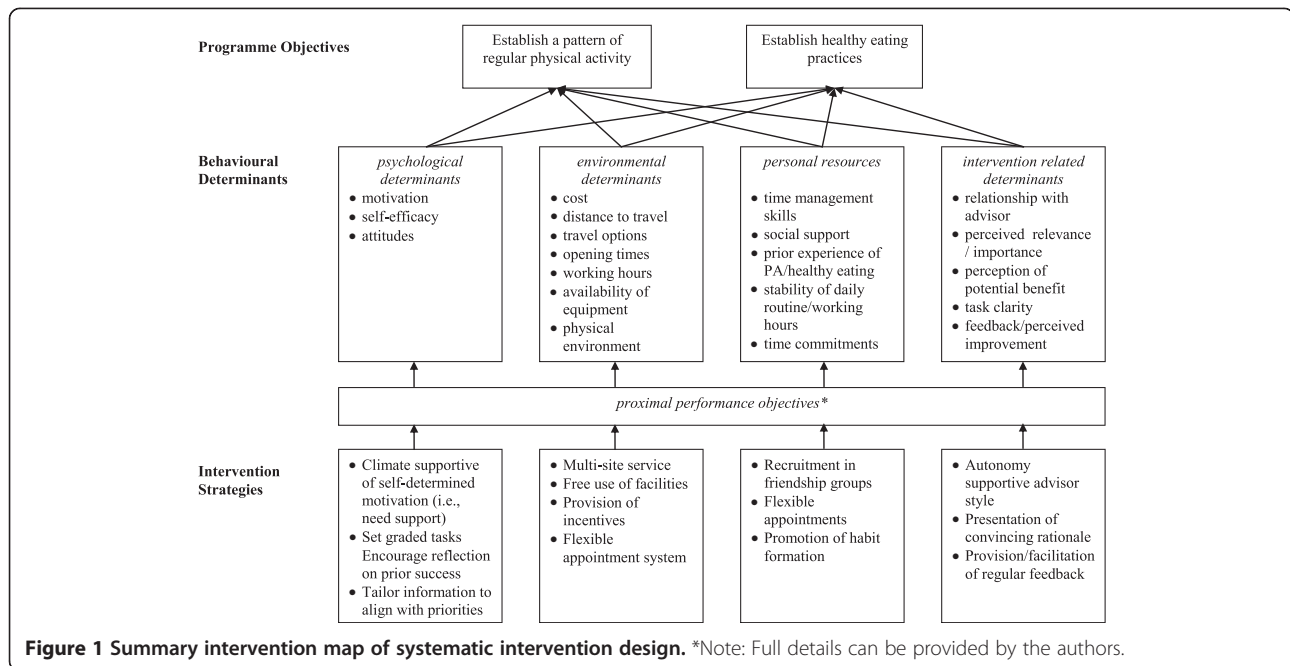 Programme Objectives
Establish a pattern of
regular physical activity
Establish healthy eating
practices
Behavioural
Determinants
psychological
determinants
• motivation
• self-efficacy
• attitudes
environmental
determinants
• cost
• distance to travel
• travel options
• opening times
• working hours
• availability of
equipment
• physical
environment
personal resources
• time management
skills
• social support
• prior experience of
PA/healthy eating
• stability of daily
routine/working
hours
• time commitments
intervention related
determinants
• relationship with
advisor
• perceived relevance
/ importance
• perception of
potential benefit
• task clarity
• feedback/perceived
improvement
proximal performance objectives*
Intervention
Strategies
• Climate supportive
of self-determined
motivation (i.e.,
need support)
• Set graded tasks
Encourage reflection
on prior success
• Tailor information to
align with priorities
• Multi-site service
• Free use of facilities
• Provision of
incentives
• Flexible
appointment system
• Recruitment in
friendship groups
• Flexible
appointments
• Promotion of habit
formation
• Autonomy
supportive advisor
style
• Presentation of
convincing rationale
• Provision/facilitation
of regular feedback
Figure 1 Summary intervention map of systematic intervention design. *Note: Full details can be provided by the authors.